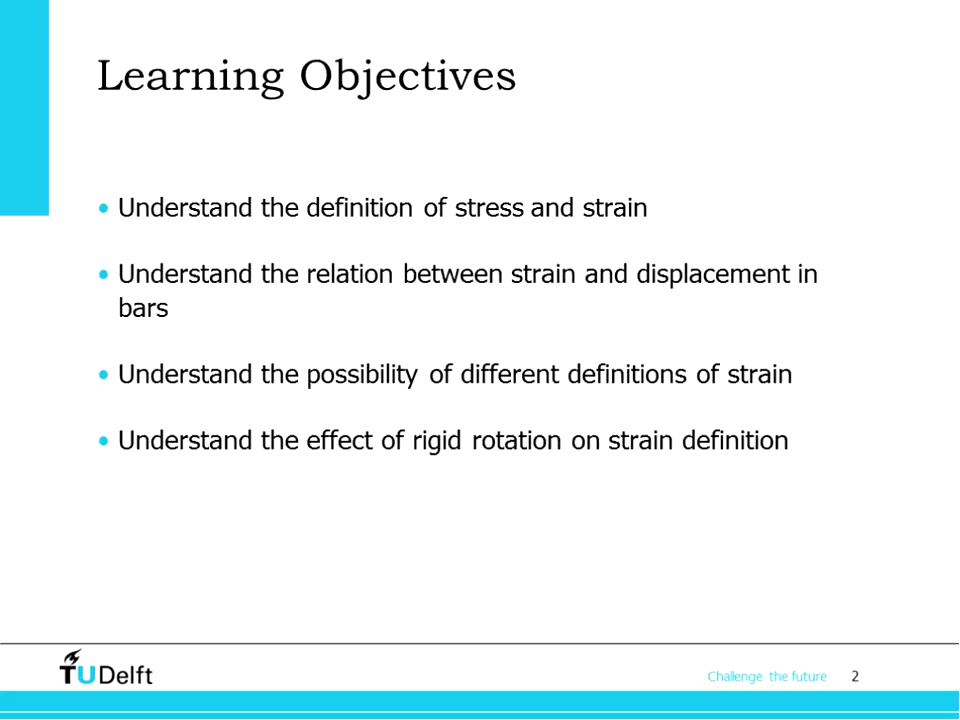 Learning Objectives
• Understand the definition of stress and strain
• Understand the relation between strain and displacement in
bars
• Understand the possibility of different definitions of strain
• Understand the effect of rigid rotation on strain definition
TU Delft
Challenge the future 2